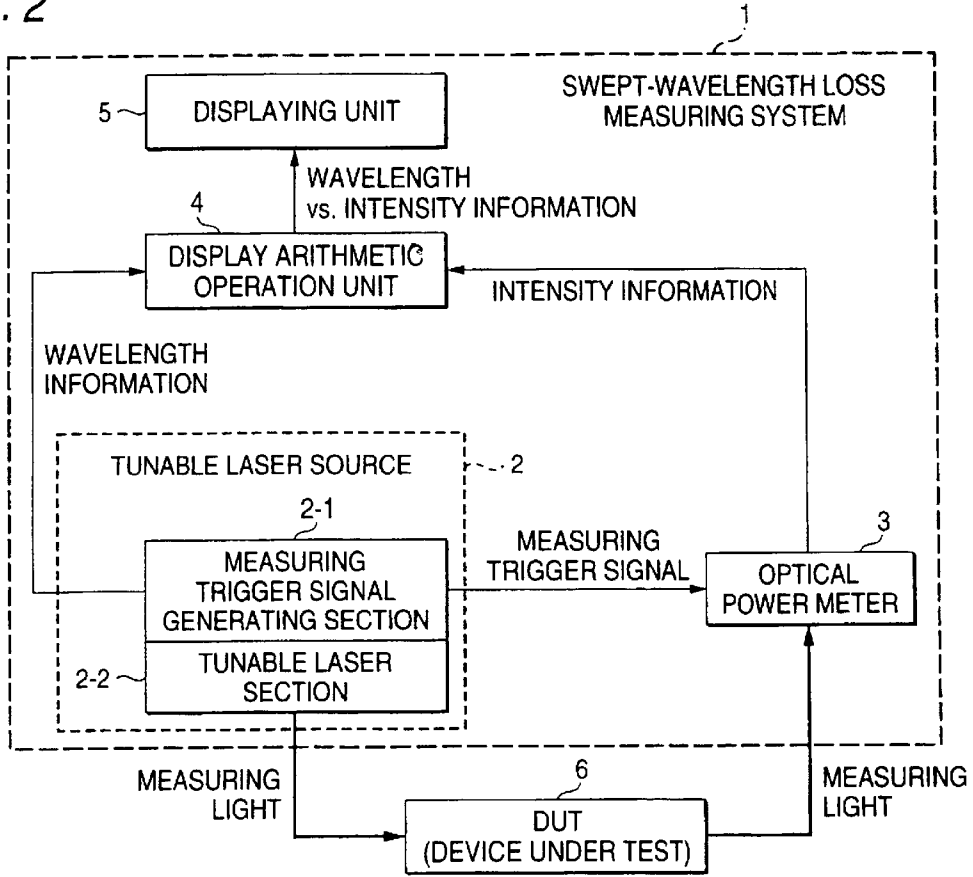 . 2
1
SWEPT-WAVELENGTH LOSS
MEASURING SYSTEM
5
DISPLAYING UNIT
WAVELENGTH
vs. INTENSITY INFORMATION
4
DISPLAY ARITHMETIC
OPERATION UNIT
INTENSITY INFORMATION
WAVELENGTH
INFORMATION
TUNABLE LASER SOURCE
2
2-1
MEASURING
TRIGGER SIGNAL
GENERATING SECTION
MEASURING
TRIGGER SIGNAL
3
OPTICAL
POWER METER
2-2
TUNABLE LASER
SECTION
MEASURING
LIGHT
6
DUT
(DEVICE UNDER TEST)
MEASURING
LIGHT